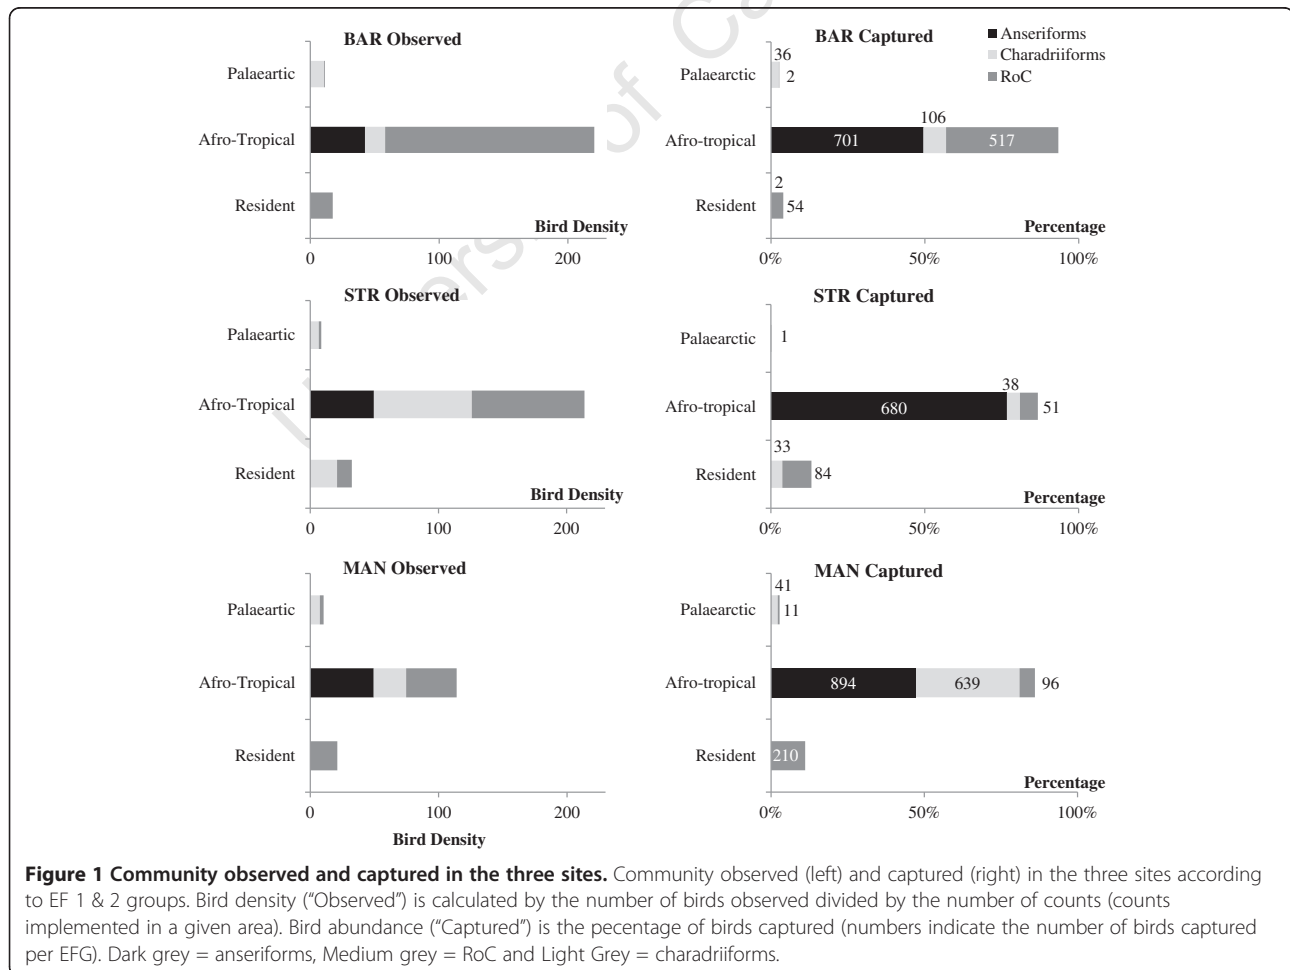 BAR Observed
Palaeartic
Afro-Tropical
Resident
Bird Density
0 100 200
BAR Captured
Anseriforms
Charadriiforms
RoC
Palaearctic
36
2
Afro-tropical
701
106
517
Resident
2
54
Percentage
0% 50% 100%
STR Observed
Palaeartic
Afro-Tropical
Resident
Bird Density
0 100 200
STR Captured
Palaearctic
1
Afro-tropical
680
38
51
Resident
33
84
Percentage
0% 50% 100%
MAN Observed
Palaeartic
Afro-Tropical
Resident
0 100 200
Bird Density
MAN Captured
Palaearctic
41
11
Afro-tropical
894
639
96
Resident
210
Percentage
0% 50% 100%
Figure 1 Community observed and captured in the three sites. Community observed (left) and captured (right) in the three sites according
to EF 1 & 2 groups. Bird density (“Observed”) is calculated by the number of birds observed divided by the number of counts (counts
implemented in a given area). Bird abundance (“Captured”) is the pecentage of birds captured (numbers indicate the number of birds captured
per EFG). Dark grey = anseriforms, Medium grey = RoC and Light Grey = charadriiforms.